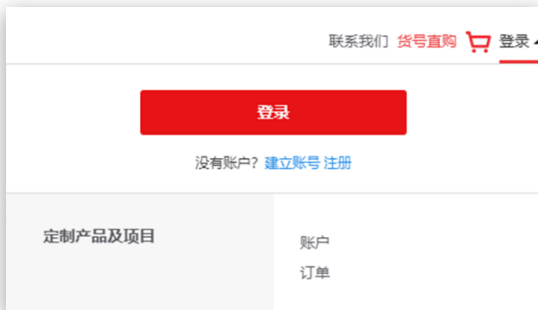 联系我们 货号直购 登录
登录
没有账户? 建立账号 注册
定制产品及项目
账户
订单